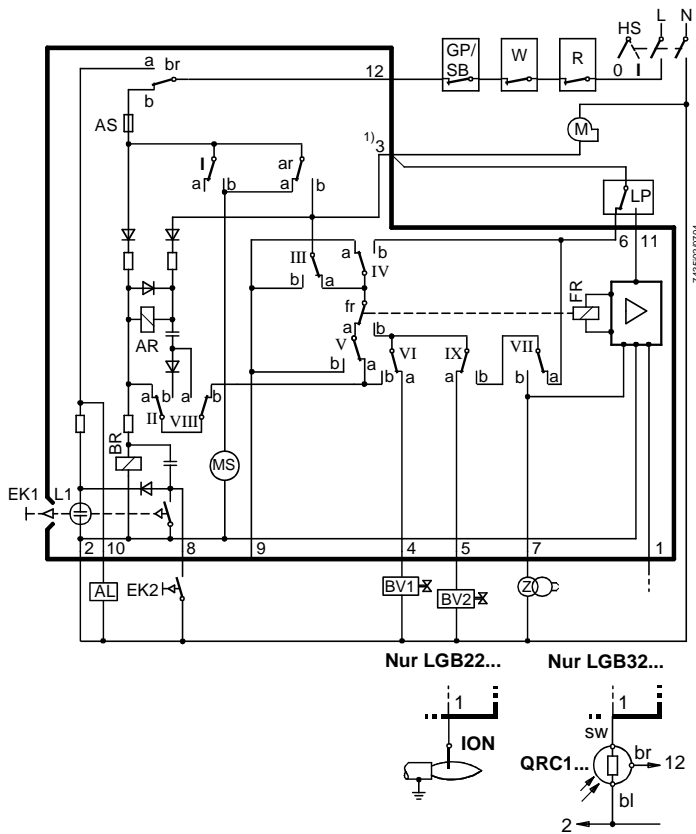 HS L N
GP/
SB
W
R
0 I
a br
b
12
AS
1) 3
M
I
a b
ar
a b
LP
6 11
III
b a
a b
IV
fr
a b
FR
AR
V
b a
VI
b a
IX
a b
VII
b a
a b
II
VIII
a b
BR
MS
EK1 L1
2 10 8 9 4 5 7 1
AL
EK2
BV1
BV2
Z
Nur LGB22...
Nur LGB32...
1
ION
1
sw
br
12
QRC1...
bl
2